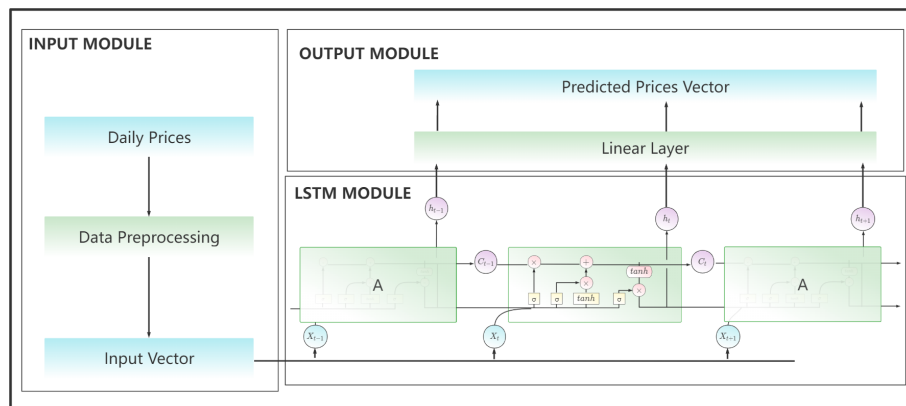 INPUT MODULE
Daily Prices
Data Preprocessing
Input Vector
OUTPUT MODULE
Predicted Prices Vector
Linear Layer
LSTM MODULE
h_{t-1}
h_t
h_{t+1}
A
C_{t-1}
×
+
tanh
C_t
A
×
×
σ
σ
tanh
σ
X_{t-1}
X_t
X_{t+1}